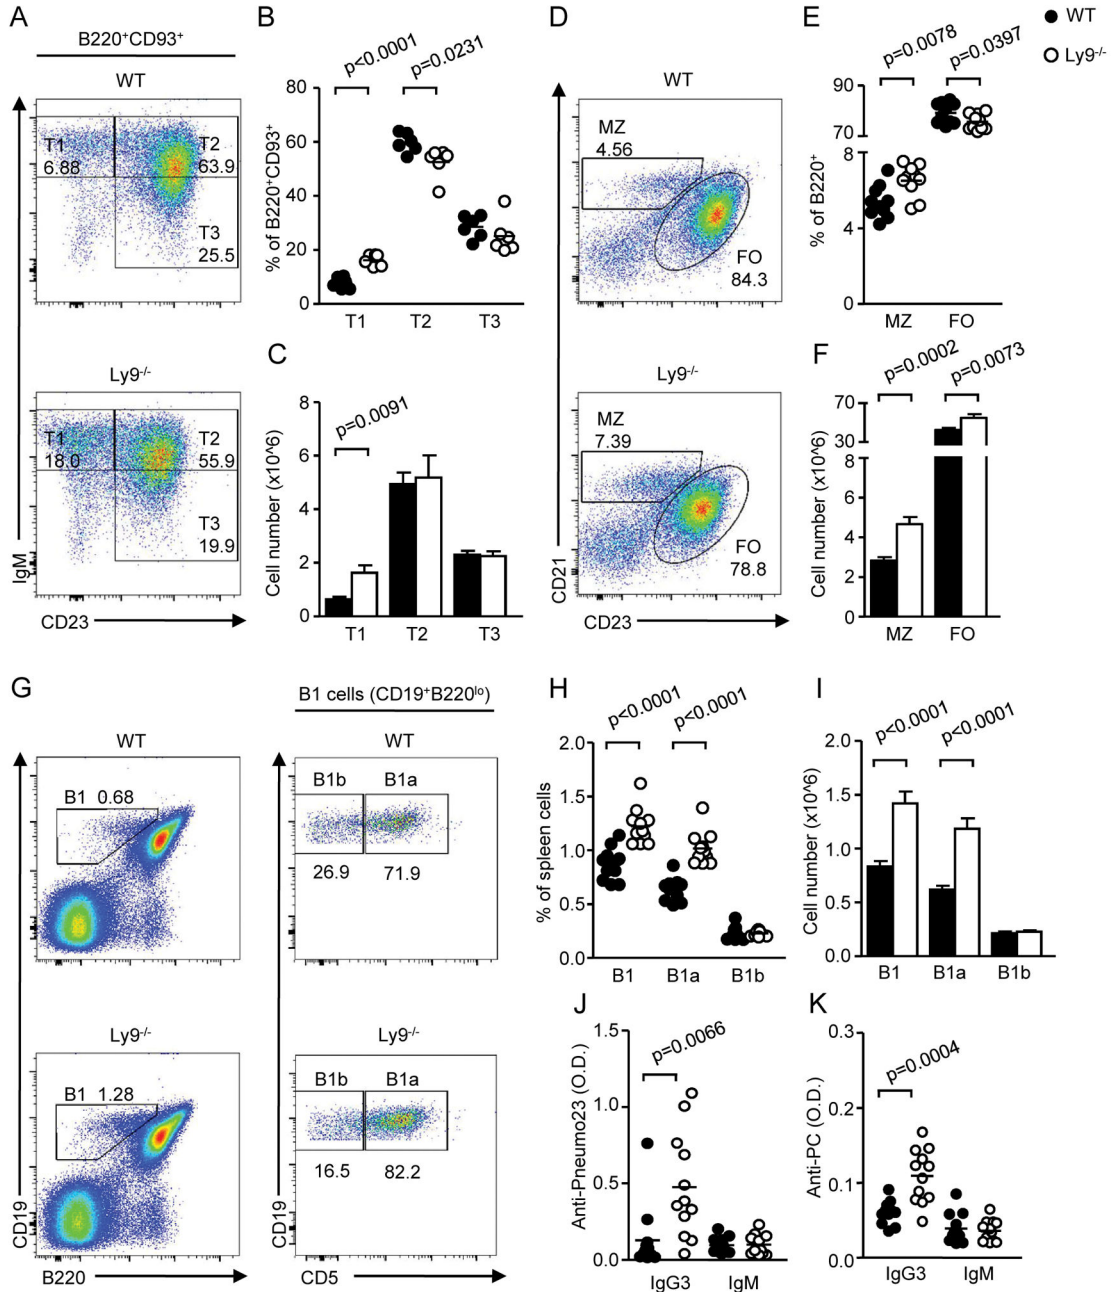 A
B220⁺CD93⁺
WT
T1
6.88
T2
63.9
T3
25.5
Ly9⁻/⁻
T1
18.0
T2
55.9
T3
19.9
IgM
CD23
B
p<0.0001
p=0.0231
% of B220⁺CD93⁺
80
60
40
20
0
T1 T2 T3
C
p=0.0091
Cell number (x10^6)
8
6
4
2
0
T1 T2 T3
D
WT
MZ
4.56
FO
84.3
Ly9⁻/⁻
MZ
7.39
FO
78.8
CD21
CD23
E
p=0.0078
p=0.0397
WT
Ly9⁻/⁻
% of B220⁺
90
70
8
4
0
MZ FO
F
p=0.0002
p=0.0073
Cell number (x10^6)
70
30
8
6
4
2
0
MZ FO
G
WT
B1 0.68
Ly9⁻/⁻
B1 1.28
CD19
B220
B1 cells (CD19⁺B220ˡᵒ)
WT
B1b B1a
26.9 71.9
Ly9⁻/⁻
B1b B1a
16.5 82.2
CD19
CD5
H
p<0.0001
p<0.0001
% of spleen cells
2.0
1.5
1.0
0.5
0.0
B1 B1a B1b
I
p<0.0001
p<0.0001
Cell number (x10^6)
2.0
1.5
1.0
0.5
0.0
B1 B1a B1b
J
p=0.0066
Anti-Pneumo23 (O.D.)
1.5
1.0
0.5
0.0
IgG3 IgM
K
p=0.0004
Anti-PC (O.D.)
0.3
0.2
0.1
0.0
IgG3 IgM